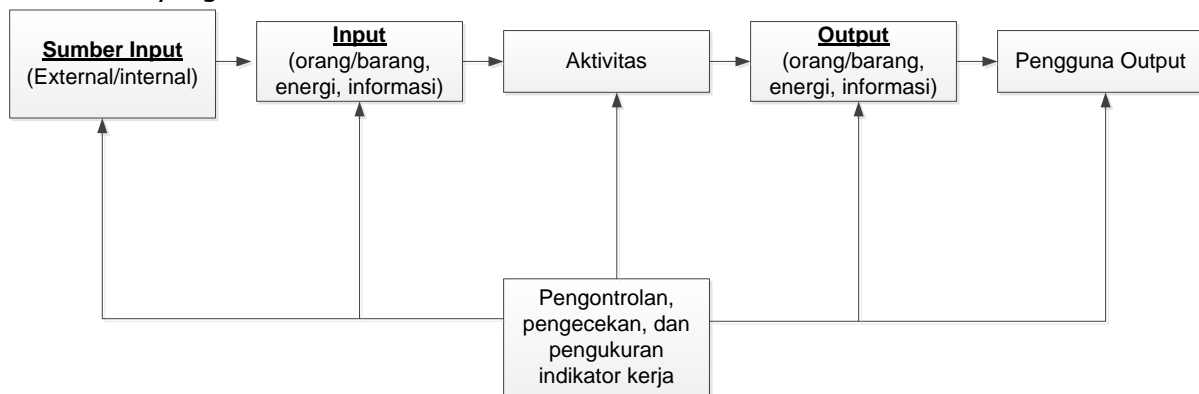 Sumber Input
(External/internal)
Input
(orang/barang,
energi, informasi)
Aktivitas
Output
(orang/barang,
energi, informasi)
Pengguna Output
Pengontrolan,
pengecekan, dan
pengukuran
indikator kerja